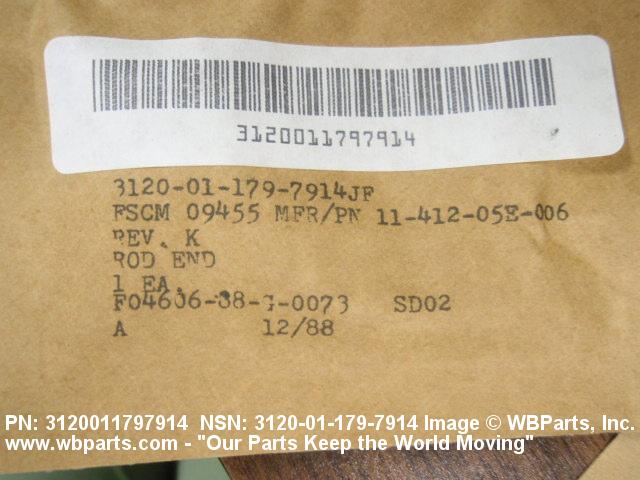 3120011797914
3120-01-179-7914JF
FSCM 09455 MFR/PN 11-412-05E-006
REV. K
ROD END
1 EA.
F04606-88-G-0073 SD02
A 12/88
PN: 3120011797914 NSN: 3120-01-179-7914 Image © WBParts, Inc.
www.wbparts.com - "Our Parts Keep the World Moving"